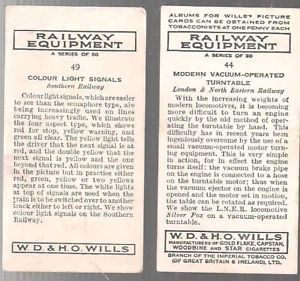 RAILWAY
EQUIPMENT
A SERIES OF 50
49
COLOUR LIGHT SIGNALS
Southern Railway
Colour light signals, which are easier
to see than the semaphore type, are
being increasingly used on lines
carrying heavy traffic. We illustrate
the four aspect type, which shows
red for stop, yellow warning, and
green all clear. The yellow light tells
the driver that the next signal is at
red, and the double yellow that the
next signal is yellow and the one
beyond that red. All colours are given
in the picture but in practice either
red, green, yellow or two yellows
appear at one time. The white lights
at top of signals are used when the
train is to be switched over to another
track either to left or right. We show
colour light signals on the Southern
Railway.
W. D. & H. O. WILLS
ALBUMS FOR WILLS' PICTURE
CARDS CAN BE OBTAINED FROM
TOBACCONISTS AT ONE PENNY EACH
RAILWAY
EQUIPMENT
A SERIES OF 50
44
MODERN VACUUM-OPERATED
TURNTABLE
London & North Eastern Railway
With the increasing weights of
modern locomotives, it is becoming
more difficult to turn an engine
quickly by the old method of
operating the turntable by hand. This
difficulty has in recent years been
ingeniously overcome by the use of
a small vacuum-operated motor turn-
ing equipment. This is very simple
in action, for in effect the engine
turns itself: the vacuum brake pipe
on the engine is connected to a hose
on the turntable motor; thus when
the vacuum ejector on the engine is
opened the motor is set in motion, and
the table can be rotated as required.
We show the L.N.E.R. locomotive
Silver Fox on a vacuum-operated
turntable.
W. D. & H. O. WILLS
MANUFACTURERS OF GOLD FLAKE, CAPSTAN,
WOODBINE and STAR CIGARETTES
BRANCH OF THE IMPERIAL TOBACCO CO.
(OF GREAT BRITAIN & IRELAND), LTD.